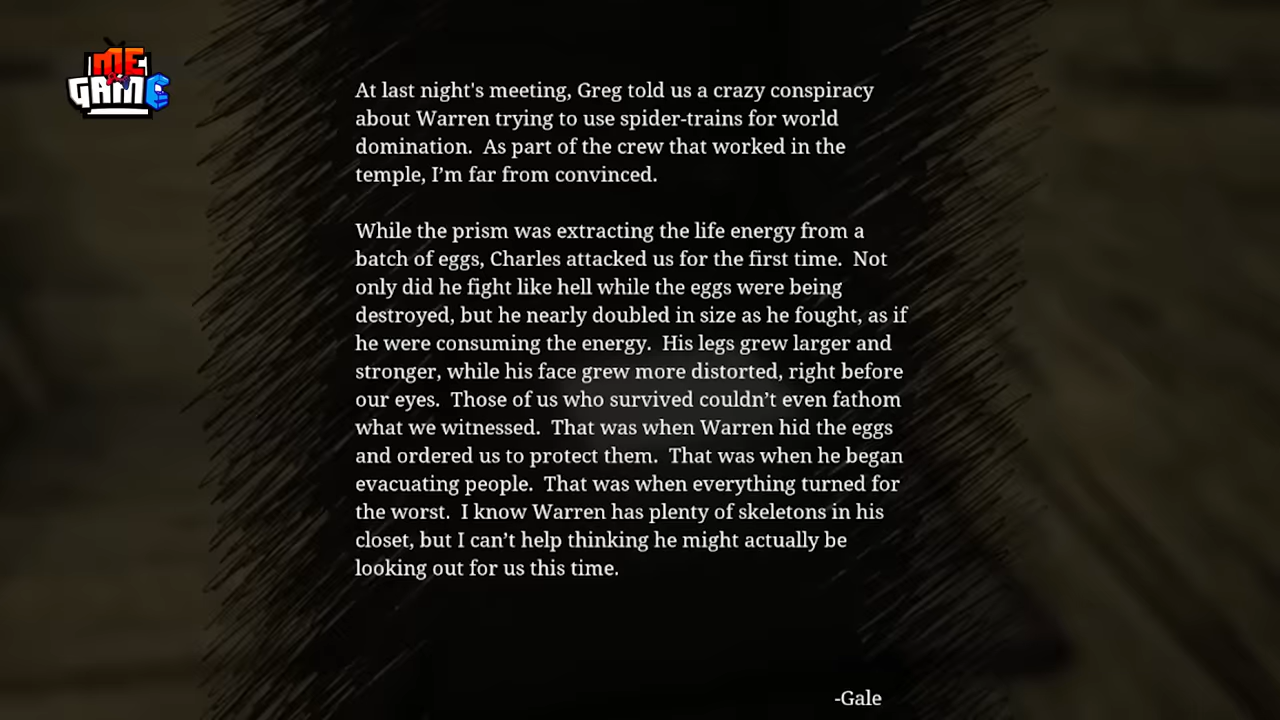 ME
GAME
At last night's meeting, Greg told us a crazy conspiracy
about Warren trying to use spider-trains for world
domination.  As part of the crew that worked in the
temple, I’m far from convinced.
While the prism was extracting the life energy from a
batch of eggs, Charles attacked us for the first time.  Not
only did he fight like hell while the eggs were being
destroyed, but he nearly doubled in size as he fought, as if
he were consuming the energy.  His legs grew larger and
stronger, while his face grew more distorted, right before
our eyes.  Those of us who survived couldn’t even fathom
what we witnessed.  That was when Warren hid the eggs
and ordered us to protect them.  That was when he began
evacuating people.  That was when everything turned for
the worst.  I know Warren has plenty of skeletons in his
closet, but I can’t help thinking he might actually be
looking out for us this time.
-Gale